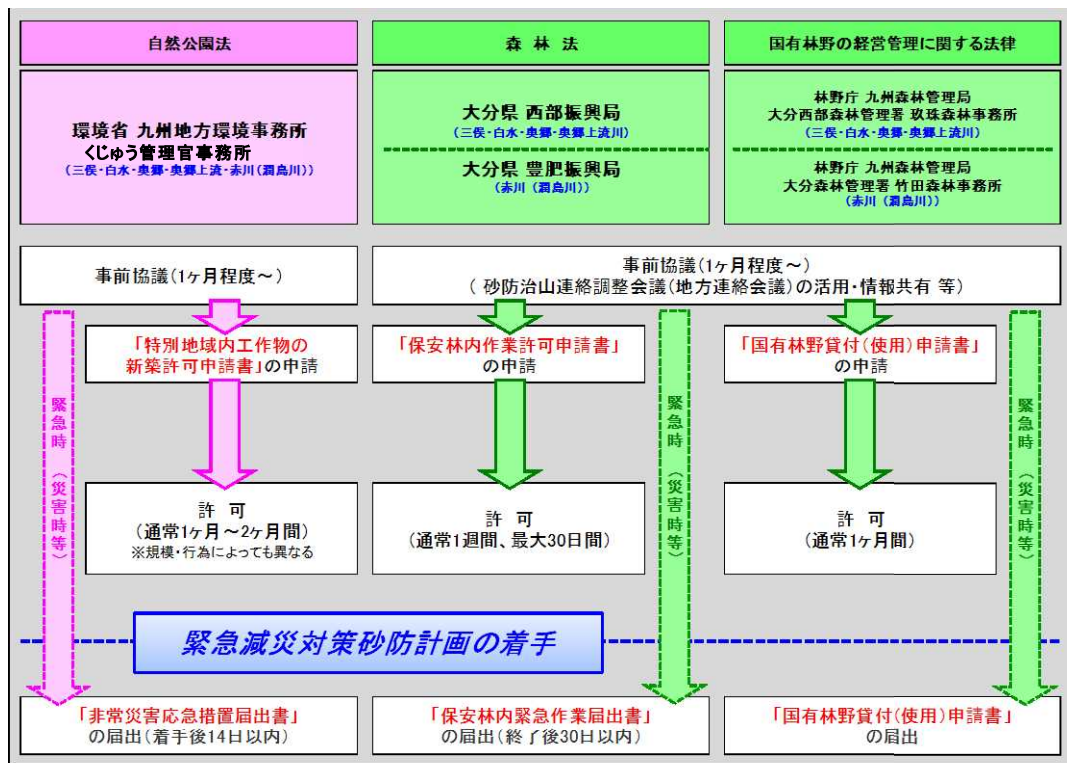 自然公園法
森 林 法
国有林野の経営管理に関する法律
環境省 九州地方環境事務所
くじゅう管理官事務所
(三俣・白水・奥郷・奥郷上流・赤川(潤島川))
大分県 西部振興局
(三俣・白水・奥郷・奥郷上流川)
大分県 豊肥振興局
(赤川(潤島川))
林野庁 九州森林管理局
大分西部森林管理署 玖珠森林事務所
(三俣・白水・奥郷・奥郷上流川)
林野庁 九州森林管理局
大分森林管理署 竹田森林事務所
(赤川(潤島川))
事前協議(1ヶ月程度~)
事前協議(1ヶ月程度~)
( 砂防治山連絡調整会議(地方連絡会議)の活用・情報共有 等)
「特別地域内工作物の
新築許可申請書」の申請
「保安林内作業許可申請書」
の申請
「国有林野貸付(使用)申請書」
の申請
緊急時(災害時等)
緊急時(災害時等)
緊急時(災害時等)
許 可
(通常1ヶ月~2ヶ月間)
※規模・行為によっても異なる
許 可
(通常1週間、最大30日間)
許 可
(通常1ヶ月間)
緊急減災対策砂防計画の着手
「非常災害応急措置届出書」
の届出(着手後14日以内)
「保安林内緊急作業届出書」
の届出(終了後30日以内)
「国有林野貸付(使用)申請書」
の届出